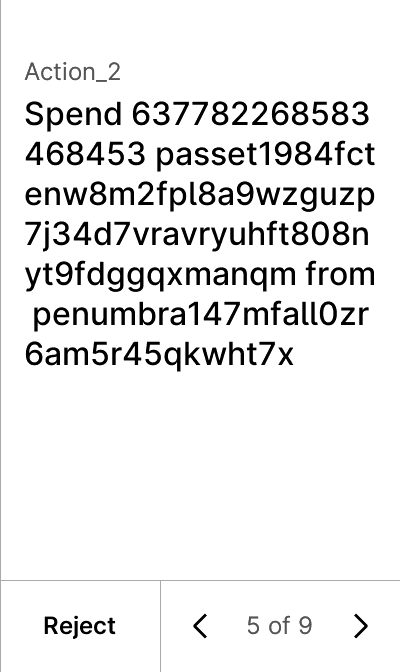 Action_2
Spend 637782268583
468453 passet1984fct
enw8m2fpl8a9wzguzp
7j34d7vravryuhft808n
yt9fdggqxmanqm from
penumbra147mfall0zr
6am5r45qkwht7x
Reject
5 of 9